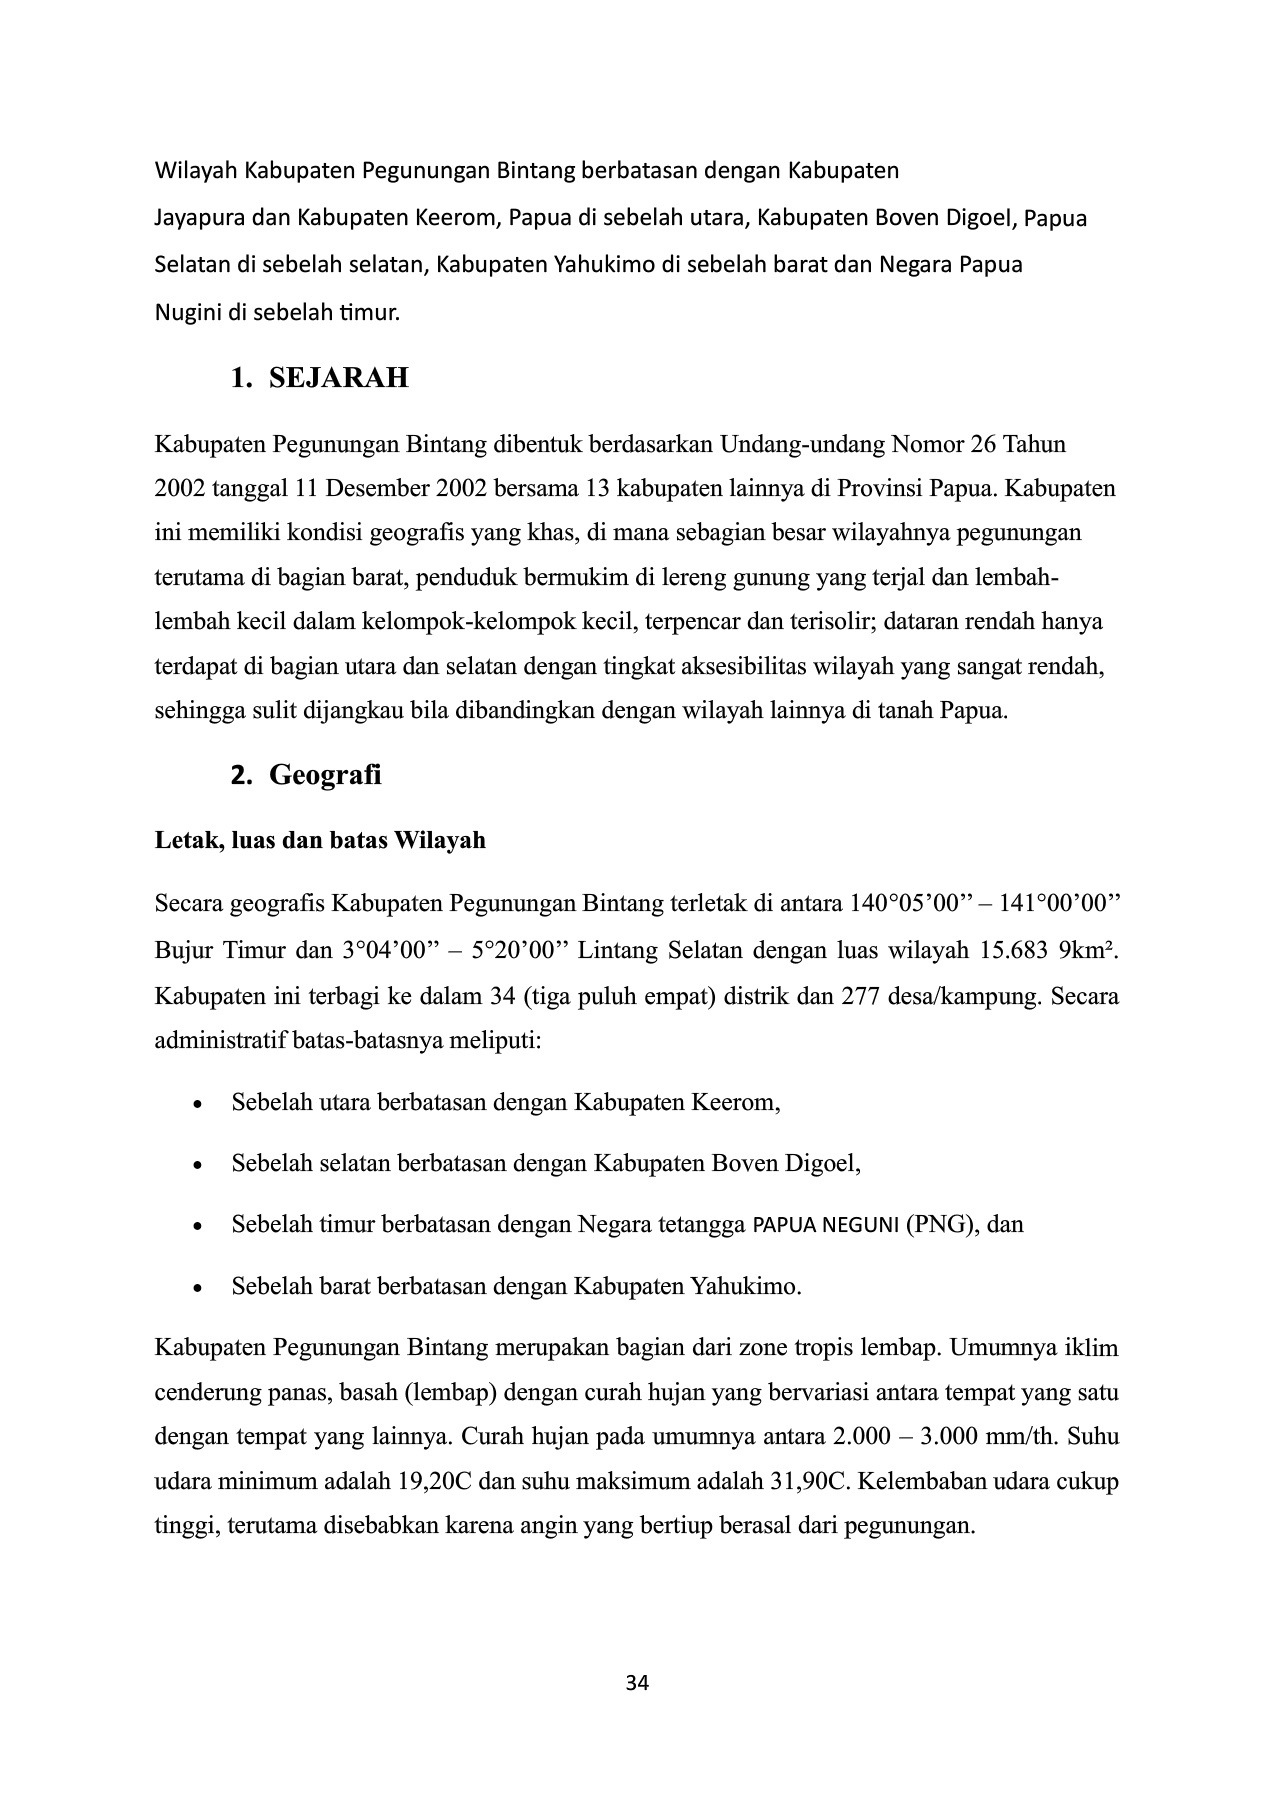 Wilayah Kabupaten Pegunungan Bintang berbatasan dengan Kabupaten
Jayapura dan Kabupaten Keerom, Papua di sebelah utara, Kabupaten Boven Digoel, Papua
Selatan di sebelah selatan, Kabupaten Yahukimo di sebelah barat dan Negara Papua
Nugini di sebelah timur.
1. SEJARAH
Kabupaten Pegunungan Bintang dibentuk berdasarkan Undang-undang Nomor 26 Tahun
2002 tanggal 11 Desember 2002 bersama 13 kabupaten lainnya di Provinsi Papua. Kabupaten
ini memiliki kondisi geografis yang khas, di mana sebagian besar wilayahnya pegunungan
terutama di bagian barat, penduduk bermukim di lereng gunung yang terjal dan lembah-
lembah kecil dalam kelompok-kelompok kecil, terpencar dan terisolir; dataran rendah hanya
terdapat di bagian utara dan selatan dengan tingkat aksesibilitas wilayah yang sangat rendah,
sehingga sulit dijangkau bila dibandingkan dengan wilayah lainnya di tanah Papua.
2. Geografi
Letak, luas dan batas Wilayah
Secara geografis Kabupaten Pegunungan Bintang terletak di antara 140°05’00’’ – 141°00’00’’
Bujur Timur dan 3°04’00’’ – 5°20’00’’ Lintang Selatan dengan luas wilayah 15.683 9km².
Kabupaten ini terbagi ke dalam 34 (tiga puluh empat) distrik dan 277 desa/kampung. Secara
administratif batas-batasnya meliputi:
• Sebelah utara berbatasan dengan Kabupaten Keerom,
• Sebelah selatan berbatasan dengan Kabupaten Boven Digoel,
• Sebelah timur berbatasan dengan Negara tetangga PAPUA NEGUNI (PNG), dan
• Sebelah barat berbatasan dengan Kabupaten Yahukimo.
Kabupaten Pegunungan Bintang merupakan bagian dari zone tropis lembap. Umumnya iklim
cenderung panas, basah (lembap) dengan curah hujan yang bervariasi antara tempat yang satu
dengan tempat yang lainnya. Curah hujan pada umumnya antara 2.000 – 3.000 mm/th. Suhu
udara minimum adalah 19,20C dan suhu maksimum adalah 31,90C. Kelembaban udara cukup
tinggi, terutama disebabkan karena angin yang bertiup berasal dari pegunungan.
34